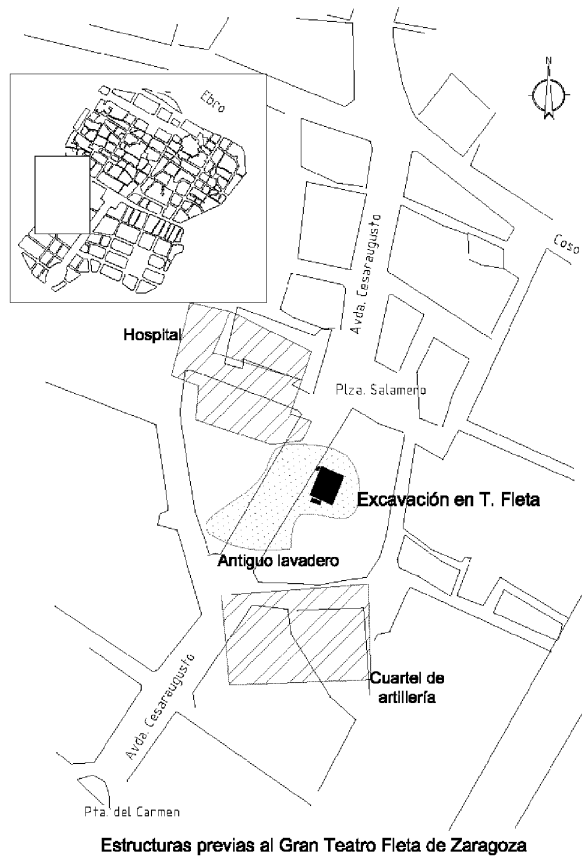 N
Ebro
Coso
Avda. Cesaraugusto
Hospital
Plza. Salamero
Excavación en T. Fleta
Antiguo lavadero
Cuartel de
artillería
Avda. Cesaraugusto
Pta. del Carmen
Estructuras previas al Gran Teatro Fleta de Zaragoza